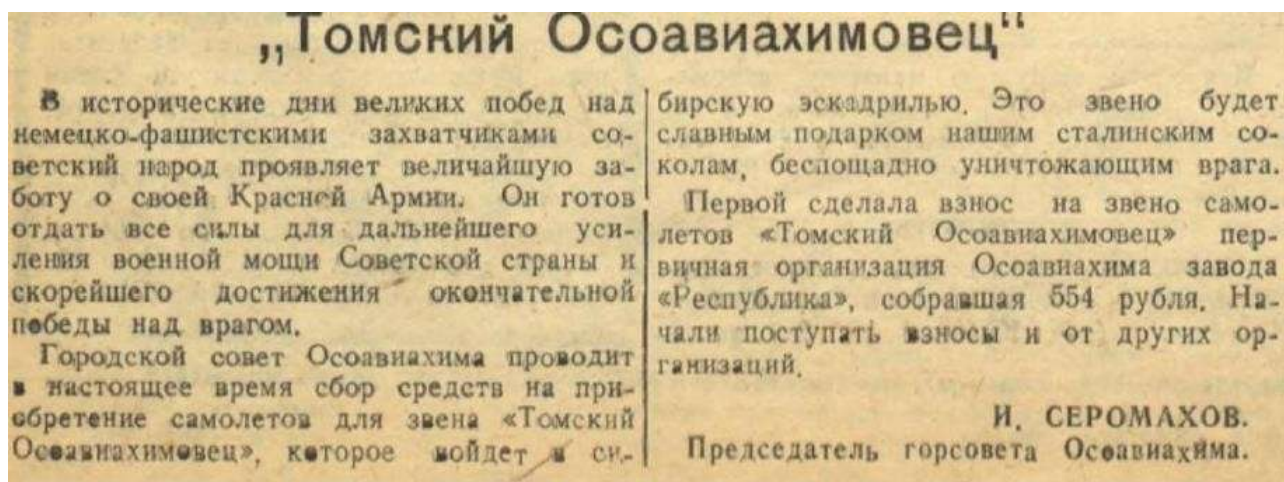 „Томский Осоавиахимовец“
В исторические дни великих побед над
немецко-фашистскими захватчиками со-
ветский народ проявляет величайшую за-
боту о своей Красней Армии. Он готов
отдать все силы для дальнейшего уси-
ления военной мощи Советской страны и
скорейшего достижения окончательной
победы над врагом.
Городской совет Осоавиахима проводит
в настоящее время сбор средств на при-
обретение самолетов для звена «Томский
Осоавиахимовец», которое войдет в си-
бирскую эскадрилью. Это звено будет
славным подарком нашим сталинским со-
колам, беспощадно уничтожающим врага.
Первой сделала взнос на звено само-
летов «Томский Осоавиахимовец» пер-
вичная организация Осоавиахима завода
«Республика», собравшая 554 рубля. На-
чали поступать взносы и от других ор-
ганизаций.
И. СЕРОМАХОВ.
Председатель горсовета Осоавиахима.